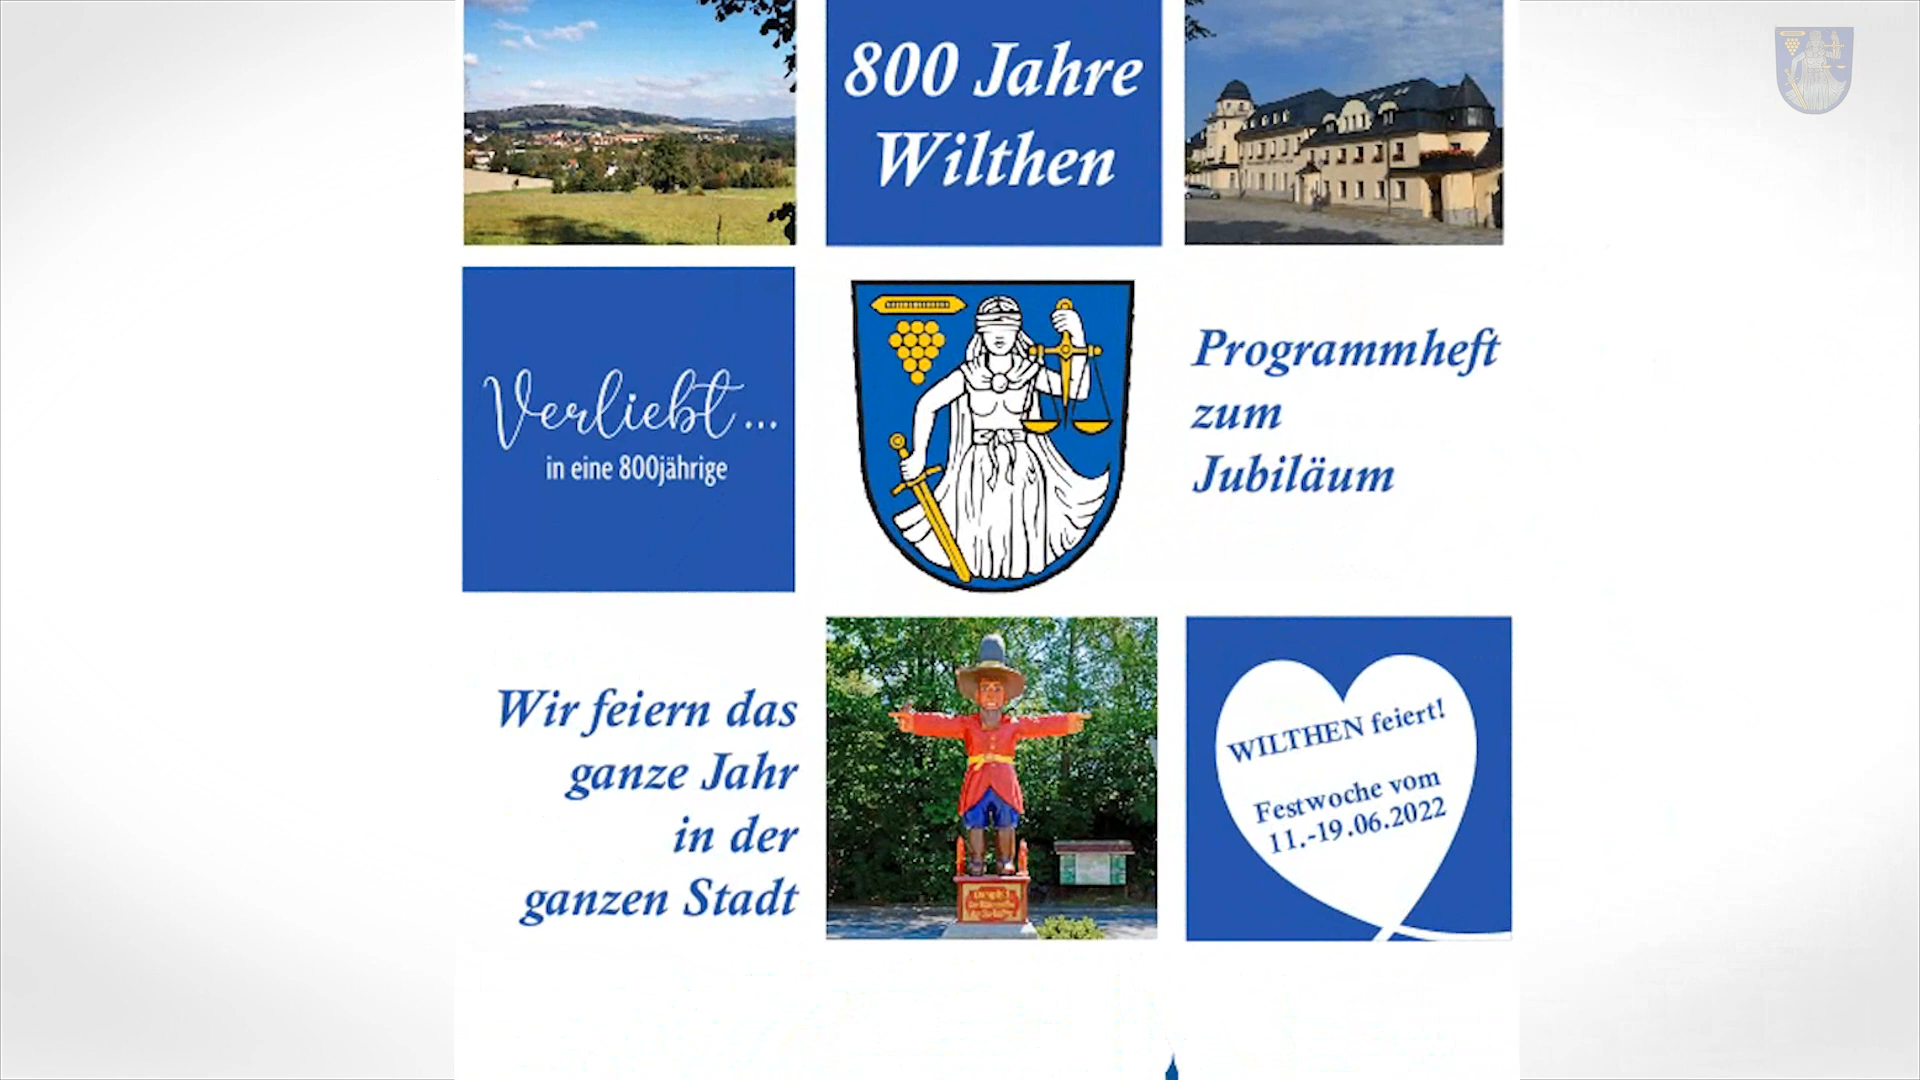 800 Jahre
Wilthen
Verliebt...
in eine 800jährige
Programmheft
zum
Jubiläum
Wir feiern das
ganze Jahr
in der
ganzen Stadt
WILTHEN feiert!
Festwoche vom
11.-19.06.2022